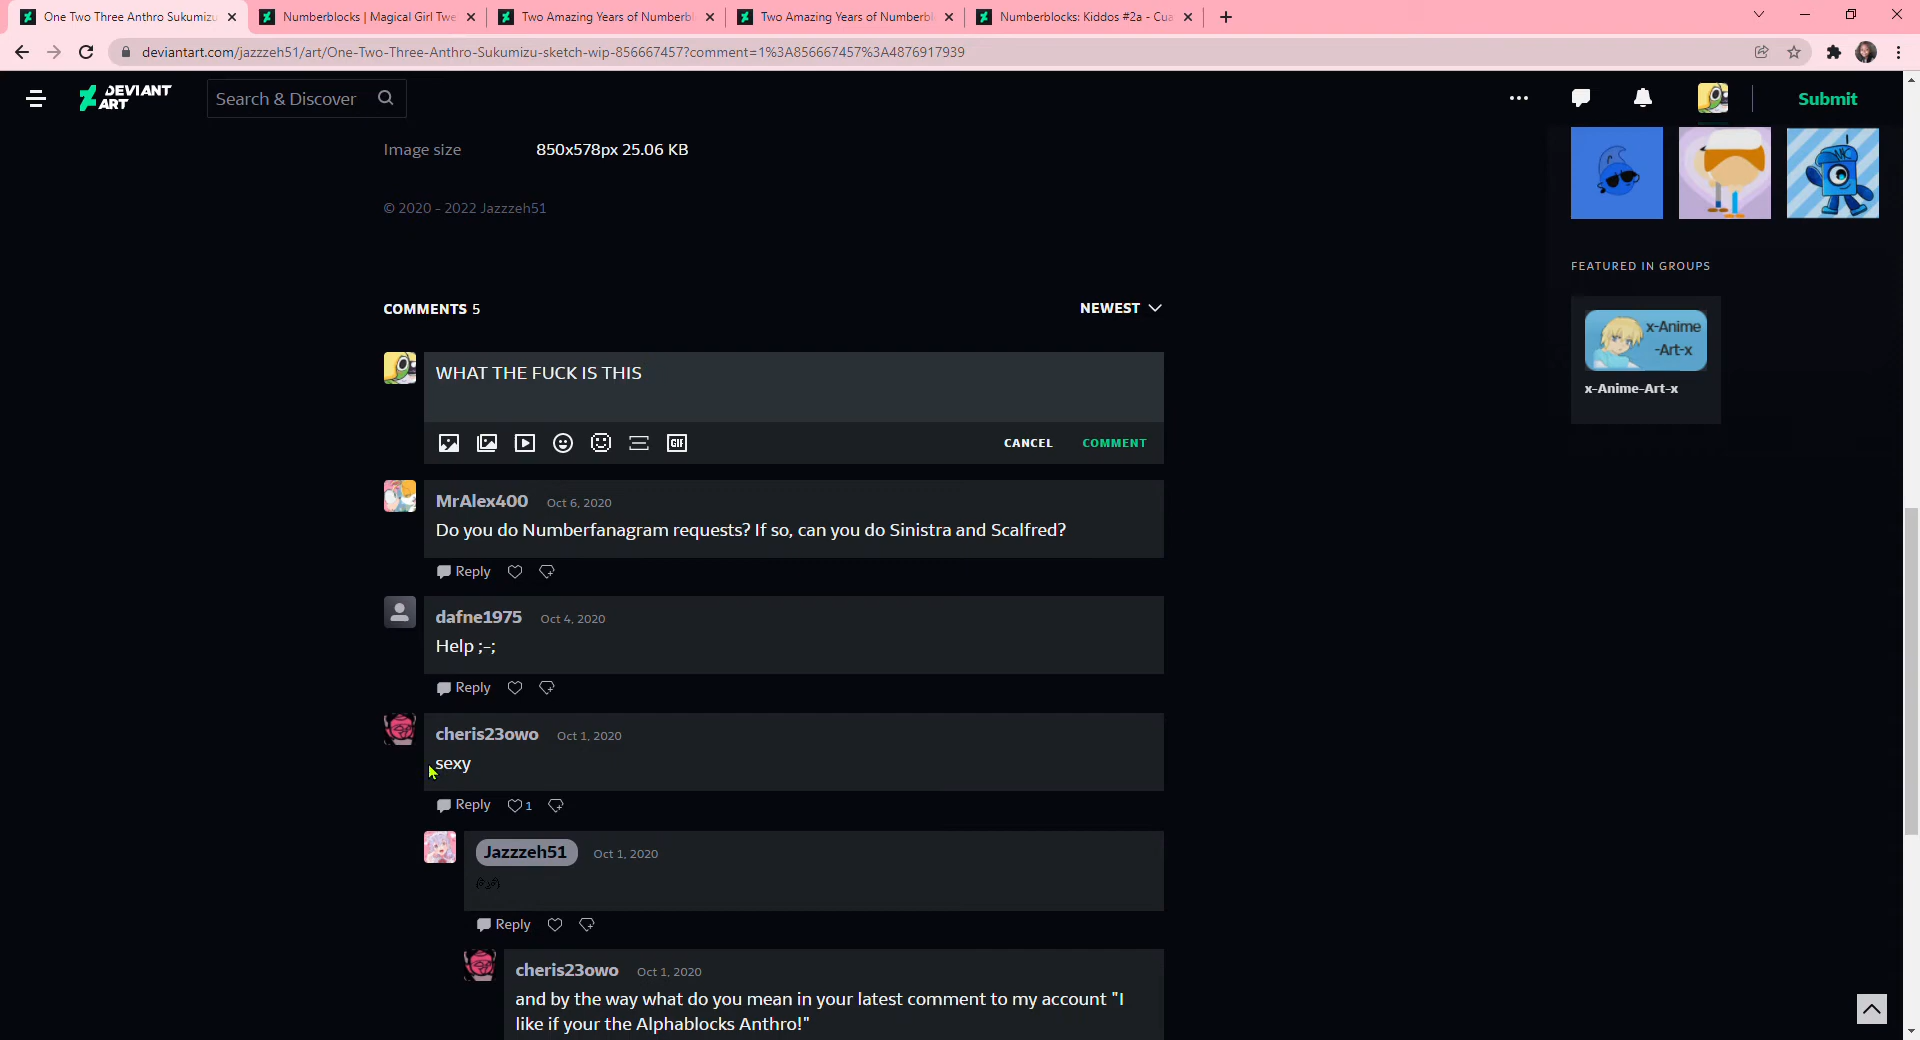 One Two Three Anthro Sukumizu
Numberblocks | Magical Girl Twe
Two Amazing Years of Numberbl
Two Amazing Years of Numberbl
Numberblocks: Kiddos #2a - Cua
deviantart.com/jazzzeh51/art/One-Two-Three-Anthro-Sukumizu-sketch-wip-856667457?comment=1%3A856667457%3A4876917939
DEVIANT
ART
Search & Discover
Submit
Image size 850x578px 25.06 KB
© 2020 - 2022 Jazzzeh51
NK
FEATURED IN GROUPS
x-Anime
-Art-x
x-Anime-Art-x
COMMENTS 5
NEWEST
WHAT THE FUCK IS THIS
GIF
CANCEL
COMMENT
MrAlex400 Oct 6, 2020
Do you do Numberfanagram requests? If so, can you do Sinistra and Scalfred?
Reply
dafne1975 Oct 4, 2020
Help ;-;
Reply
cheris23owo Oct 1, 2020
sexy
Reply 1
Jazzzeh51 Oct 1, 2020
Reply
cheris23owo Oct 1, 2020
and by the way what do you mean in your latest comment to my account "I
like if your the Alphablocks Anthro!"